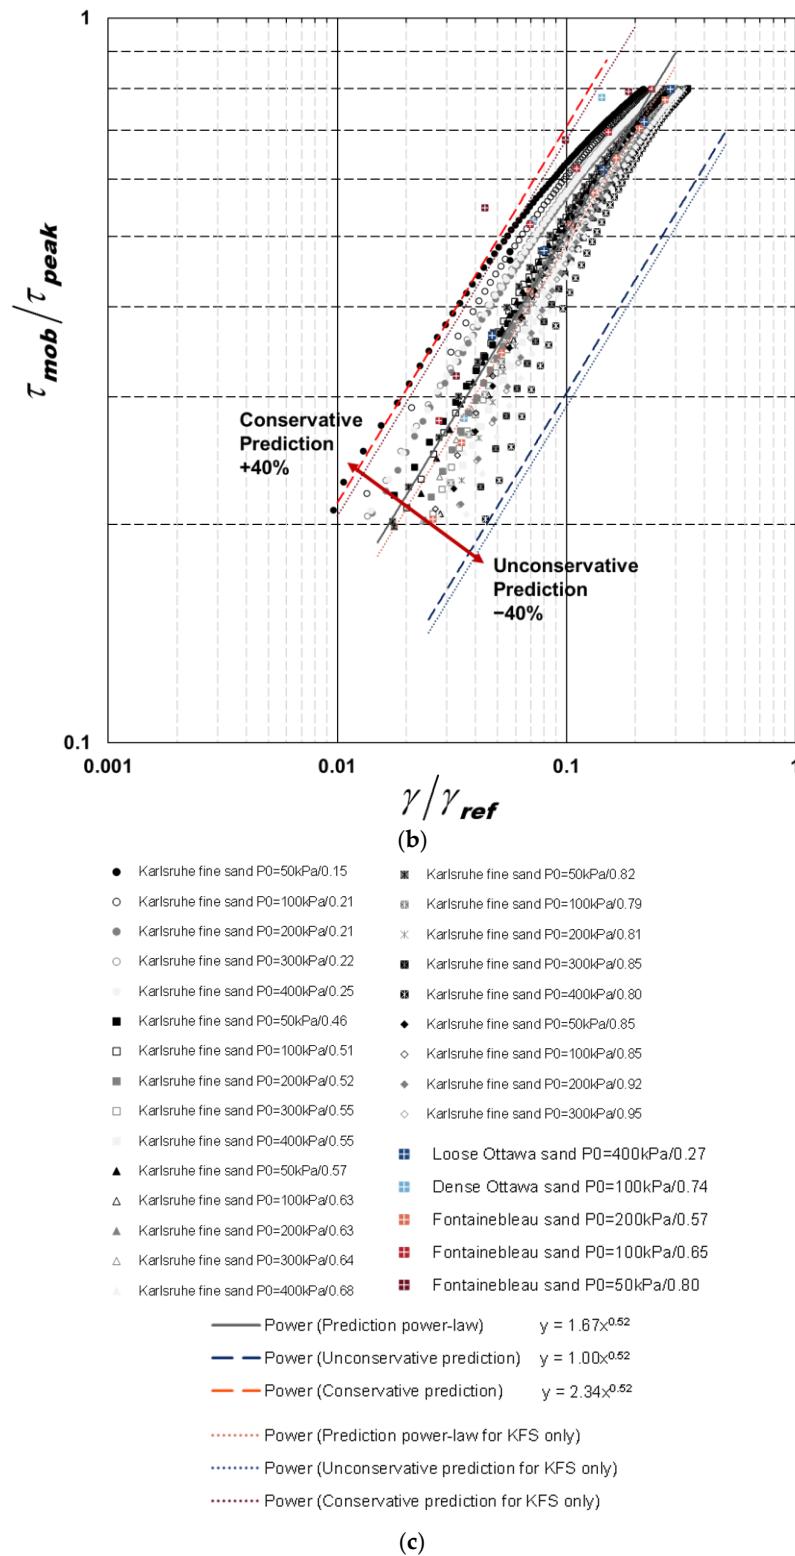 1
τ mob/τ peak
Conservative
Prediction
+40%
Unconservative
Prediction
−40%
0.1
0.001 0.01 0.1 1
γ/γ ref
(b)
Karlsruhe fine sand P0=50kPa/0.15
Karlsruhe fine sand P0=100kPa/0.21
Karlsruhe fine sand P0=200kPa/0.21
Karlsruhe fine sand P0=300kPa/0.22
Karlsruhe fine sand P0=400kPa/0.25
Karlsruhe fine sand P0=50kPa/0.46
Karlsruhe fine sand P0=100kPa/0.51
Karlsruhe fine sand P0=200kPa/0.52
Karlsruhe fine sand P0=300kPa/0.55
Karlsruhe fine sand P0=400kPa/0.55
Karlsruhe fine sand P0=50kPa/0.57
Karlsruhe fine sand P0=100kPa/0.63
Karlsruhe fine sand P0=200kPa/0.63
Karlsruhe fine sand P0=300kPa/0.64
Karlsruhe fine sand P0=400kPa/0.68
Karlsruhe fine sand P0=50kPa/0.82
Karlsruhe fine sand P0=100kPa/0.79
Karlsruhe fine sand P0=200kPa/0.81
Karlsruhe fine sand P0=300kPa/0.85
Karlsruhe fine sand P0=400kPa/0.80
Karlsruhe fine sand P0=50kPa/0.85
Karlsruhe fine sand P0=100kPa/0.85
Karlsruhe fine sand P0=200kPa/0.92
Karlsruhe fine sand P0=300kPa/0.95
Loose Ottawa sand P0=400kPa/0.27
Dense Ottawa sand P0=100kPa/0.74
Fontainebleau sand P0=200kPa/0.57
Fontainebleau sand P0=100kPa/0.65
Fontainebleau sand P0=50kPa/0.80
Power (Prediction power-law) y = 1.67x^0.52
Power (Unconservative prediction) y = 1.00x^0.52
Power (Conservative prediction) y = 2.34x^0.52
Power (Prediction power-law for KFS only)
Power (Unconservative prediction for KFS only)
Power (Conservative prediction for KFS only)
(c)